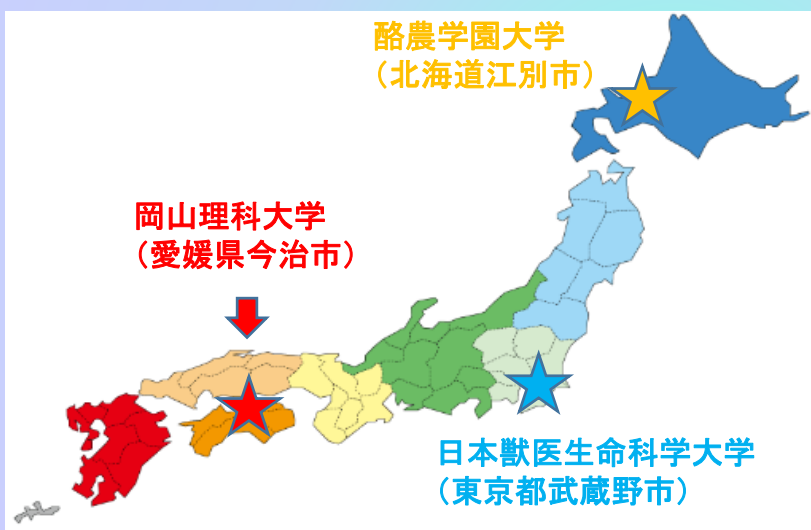 酪農学園大学
（北海道江別市）
岡山理科大学
（愛媛県今治市）
日本獣医生命科学大学
（東京都武蔵野市）